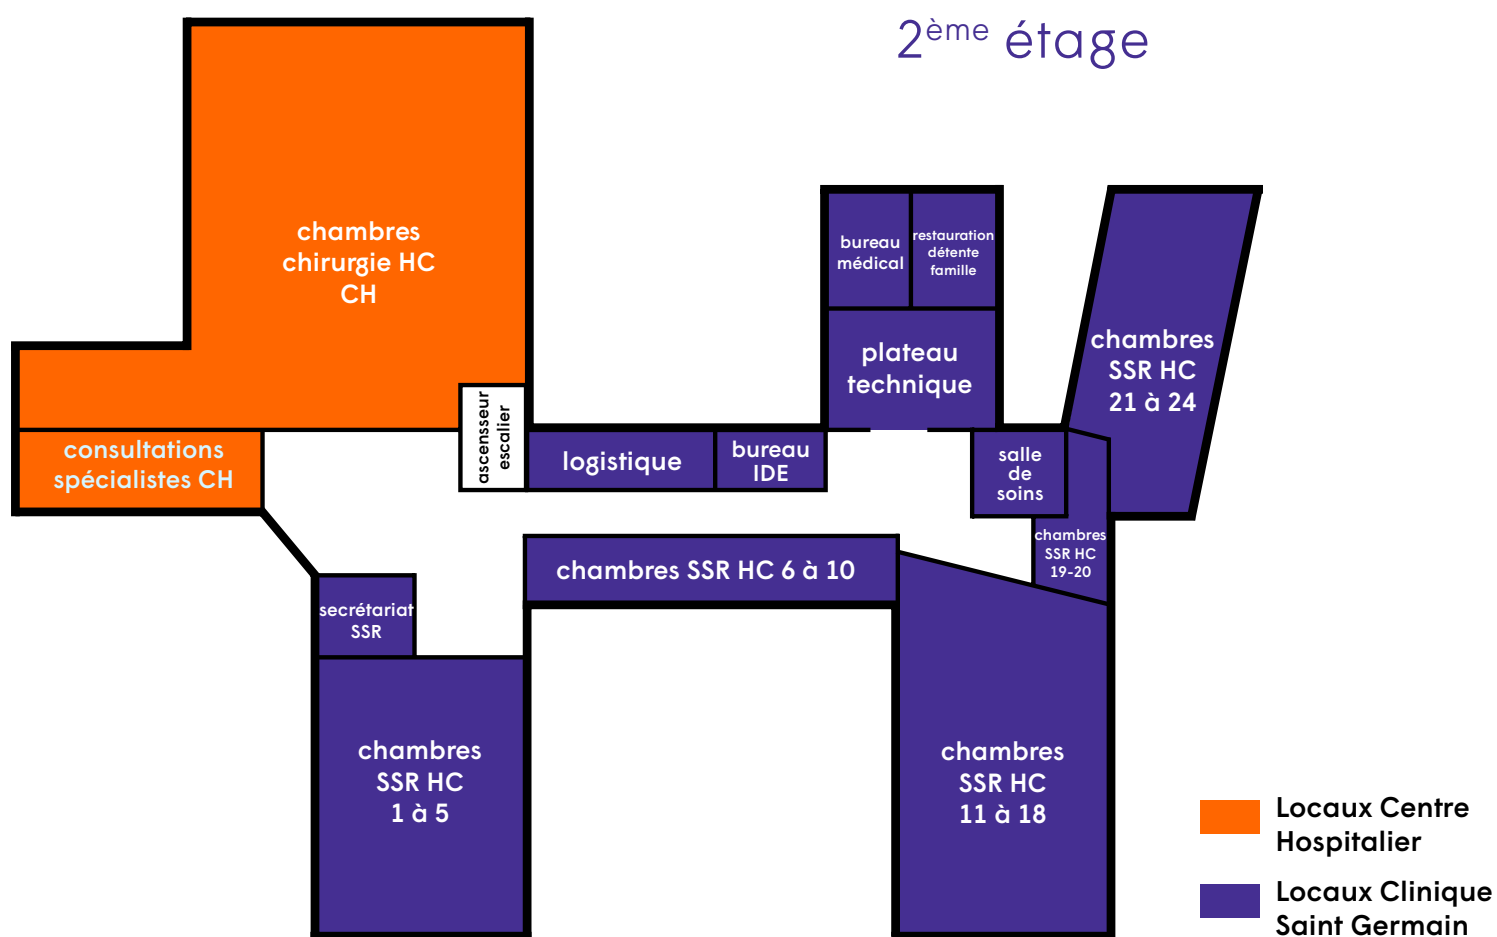 2ème étage
chambres
chirurgie HC
CH
bureau
médical
restauration
détente
famille
chambres
SSR HC
21 à 24
plateau
technique
ascensseur
escalier
consultations
spécialistes CH
logistique
bureau
IDE
salle
de
soins
chambres
SSR HC
19-20
chambres SSR HC 6 à 10
secrétariat
SSR
chambres
SSR HC
1 à 5
chambres
SSR HC
11 à 18
Locaux Centre
Hospitalier
Locaux Clinique
Saint Germain